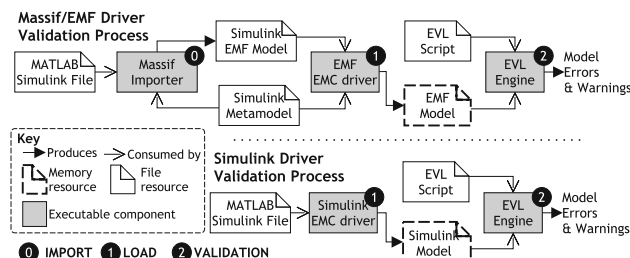 Massif/EMF Driver
Validation Process
MATLAB
Simulink File
Massif
Importer
0
Simulink
EMF Model
Simulink
Metamodel
EMF
EMC driver
1
EVL
Script
EMF
Model
EVL
Engine
2
Model
Errors
& Warnings
Key
Produces
Consumed by
Memory
resource
File
resource
Executable component
Simulink Driver
Validation Process
MATLAB
Simulink File
Simulink
EMC driver
1
EVL
Script
Simulink
Model
EVL
Engine
2
Model
Errors
& Warnings
0 IMPORT 1 LOAD 2 VALIDATION